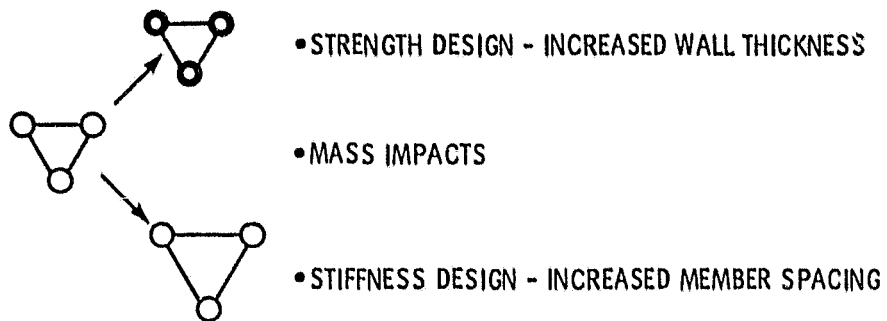 • STRENGTH DESIGN - INCREASED WALL THICKNESS
• MASS IMPACTS
• STIFFNESS DESIGN - INCREASED MEMBER SPACING